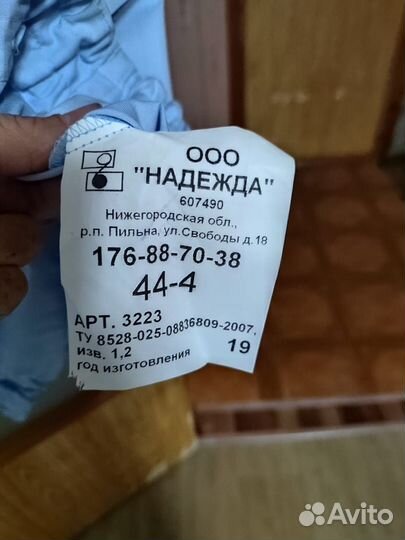 ООО
"НАДЕЖДА"
607490
Нижегородская обл.,
р.п. Пильна, ул.Свободы д.18
176-88-70-38
44-4
АРТ. 3223
ТУ 8528-025-08836809-2007,
изв. 1,2
год изготовления 19
Avito